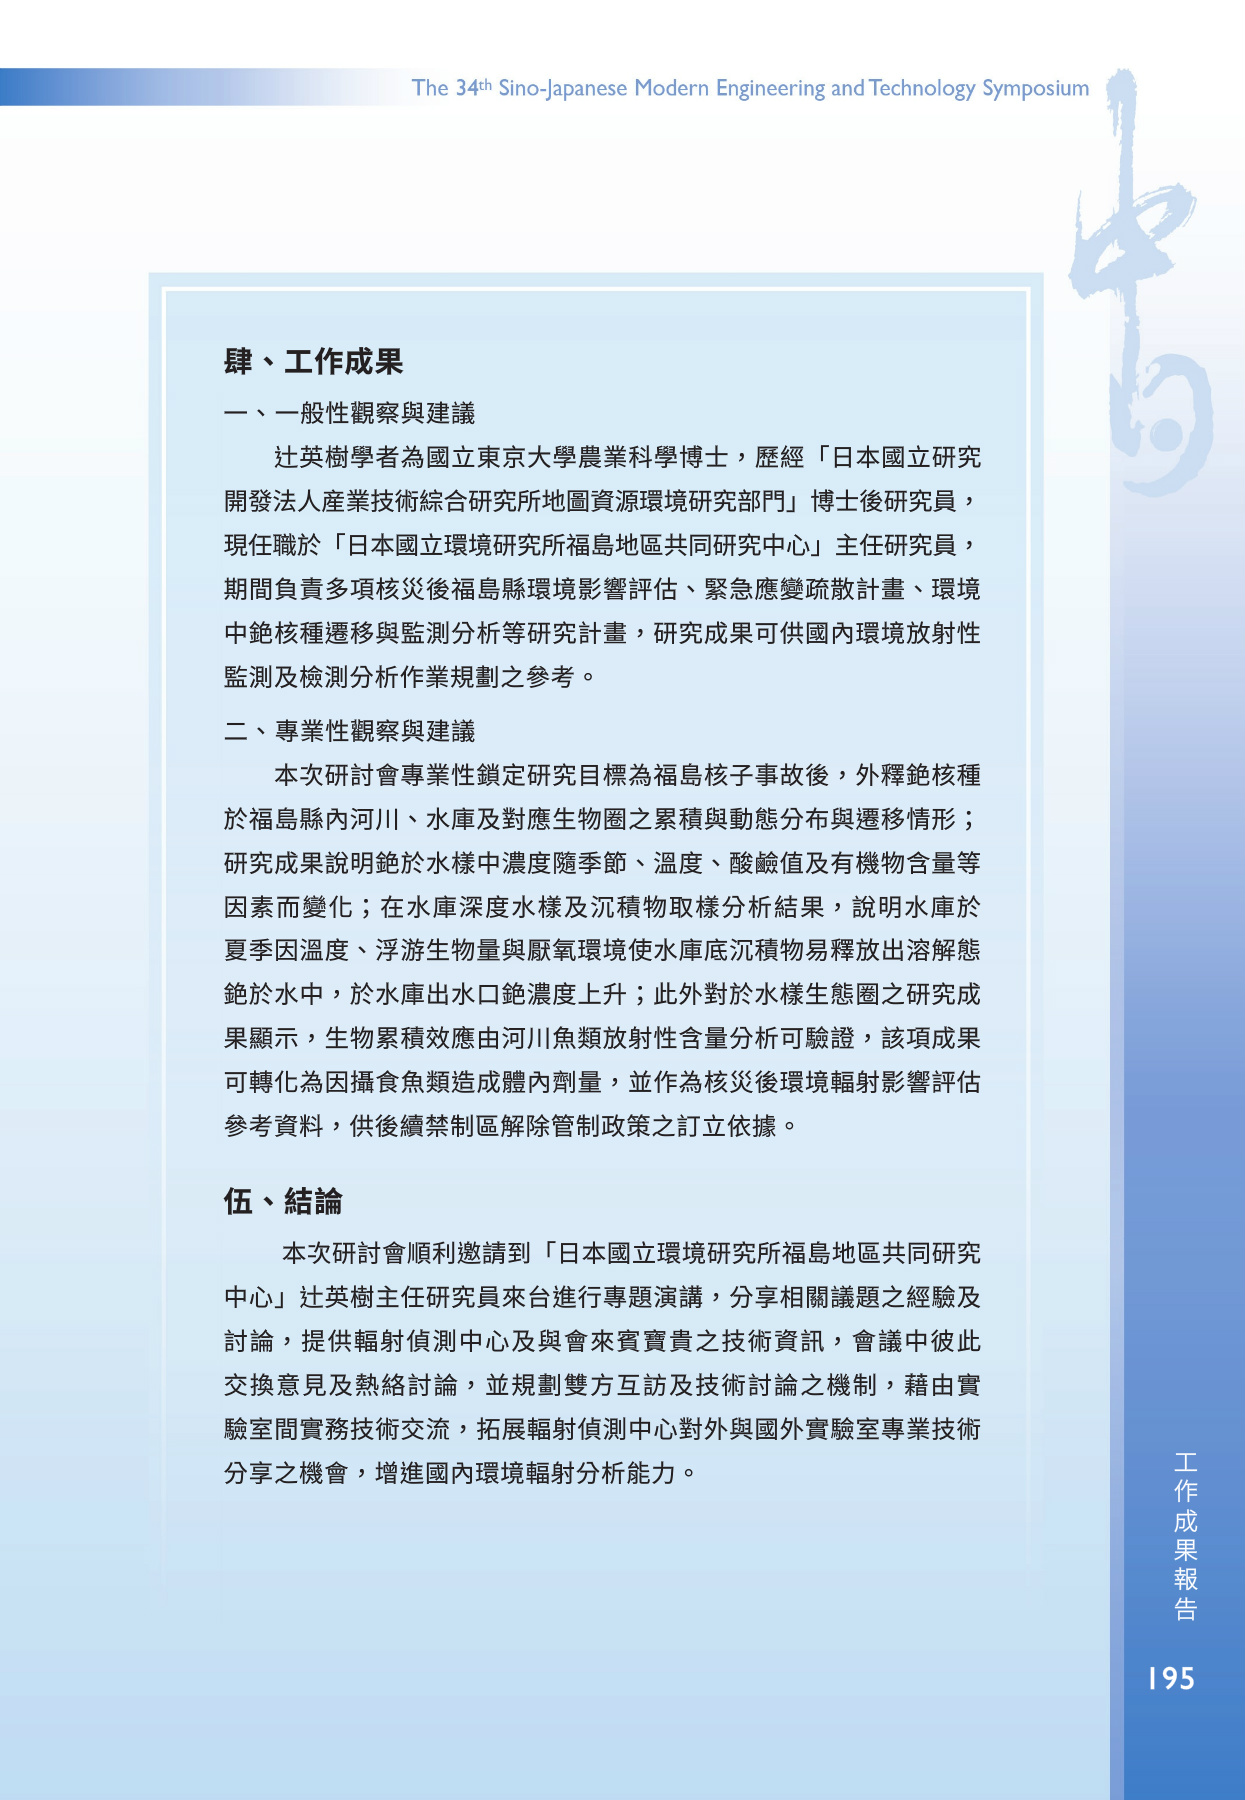 The 34th Sino-Japanese Modern Engineering and Technology Symposium
肆、工作成果
一、一般性觀察與建議
辻英樹學者為國立東京大學農業科學博士，歷經「日本國立研究
開發法人産業技術綜合研究所地圖資源環境研究部門」博士後研究員，
現任職於「日本國立環境研究所福島地區共同研究中心」主任研究員，
期間負責多項核災後福島縣環境影響評估、緊急應變疏散計畫、環境
中銫核種遷移與監測分析等研究計畫，研究成果可供國內環境放射性
監測及檢測分析作業規劃之參考。
二、專業性觀察與建議
本次研討會專業性鎖定研究目標為福島核子事故後，外釋銫核種
於福島縣內河川、水庫及對應生物圈之累積與動態分布與遷移情形；
研究成果說明銫於水樣中濃度隨季節、溫度、酸鹼值及有機物含量等
因素而變化；在水庫深度水樣及沉積物取樣分析結果，說明水庫於
夏季因溫度、浮游生物量與厭氧環境使水庫底沉積物易釋放出溶解態
銫於水中，於水庫出水口銫濃度上升；此外對於水樣生態圈之研究成
果顯示，生物累積效應由河川魚類放射性含量分析可驗證，該項成果
可轉化為因攝食魚類造成體內劑量，並作為核災後環境輻射影響評估
參考資料，供後續禁制區解除管制政策之訂立依據。
伍、結論
本次研討會順利邀請到「日本國立環境研究所福島地區共同研究
中心」辻英樹主任研究員來台進行專題演講，分享相關議題之經驗及
討論，提供輻射偵測中心及與會來賓寶貴之技術資訊，會議中彼此
交換意見及熱絡討論，並規劃雙方互訪及技術討論之機制，藉由實
驗室間實務技術交流，拓展輻射偵測中心對外與國外實驗室專業技術
分享之機會，增進國內環境輻射分析能力。
工作成果報告
195